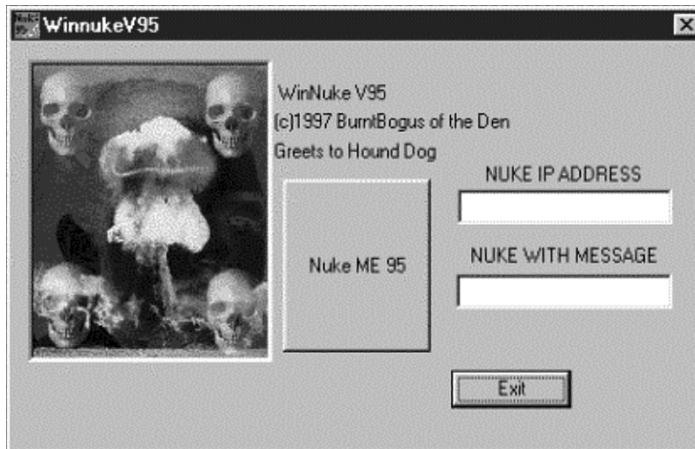 WinnukeV95
WinNuke V95
(c)1997 BurntBogus of the Den
Greets to Hound Dog
NUKE IP ADDRESS
Nuke ME 95
NUKE WITH MESSAGE
Exit